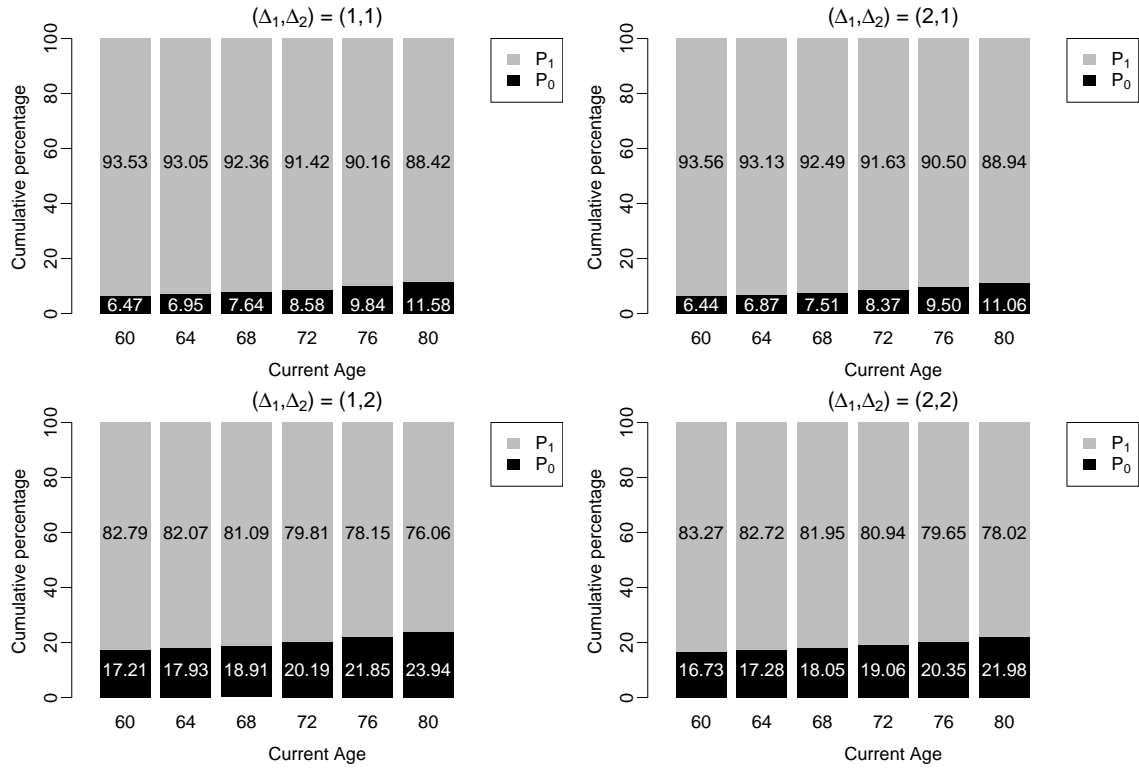 (Δ₁,Δ₂) = (1,1)
Cumulative percentage
100
80
60
40
20
0
93.53 93.05 92.36 91.42 90.16 88.42
6.47 6.95 7.64 8.58 9.84 11.58
60 64 68 72 76 80
Current Age
P₁
P₀
(Δ₁,Δ₂) = (2,1)
Cumulative percentage
100
80
60
40
20
0
93.56 93.13 92.49 91.63 90.50 88.94
6.44 6.87 7.51 8.37 9.50 11.06
60 64 68 72 76 80
Current Age
P₁
P₀
(Δ₁,Δ₂) = (1,2)
Cumulative percentage
100
80
60
40
20
0
82.79 82.07 81.09 79.81 78.15 76.06
17.21 17.93 18.91 20.19 21.85 23.94
60 64 68 72 76 80
Current Age
P₁
P₀
(Δ₁,Δ₂) = (2,2)
Cumulative percentage
100
80
60
40
20
0
83.27 82.72 81.95 80.94 79.65 78.02
16.73 17.28 18.05 19.06 20.35 21.98
60 64 68 72 76 80
Current Age
P₁
P₀